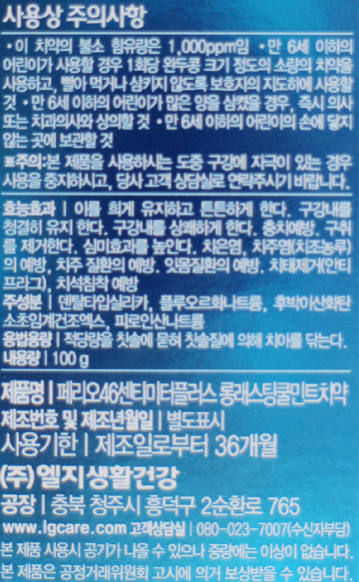 사용상 주의사항
•이 치약의 불소 함유량은 1,000ppm임 •만 6세 이하의
어린이가 사용할 경우 1회당 완두콩 크기 정도의 소량의 치약을
사용하고, 빨아 먹거나 삼키지 않도록 보호자의 지도하에 사용할
것 •만 6세 이하의 어린이가 많은 양을 삼켰을 경우, 즉시 의사
또는 치과의사와 상의할 것 •만 6세 이하의 어린이의 손에 닿지
않는 곳에 보관할 것
※주의:본 제품을 사용하시는 도중 구강에 자극이 있는 경우
사용을 중지하시고, 당사 고객 상담실로 연락주시기 바랍니다.
효능효과 | 이를 희게 유지하고 튼튼하게 한다. 구강내를
청결히 유지 한다. 구강내를 상쾌하게 한다. 충치예방. 구취
를 제거한다. 심미효과를 높인다. 치은염, 치주염(치조농루)
의 예방, 치주 질환의 예방. 잇몸질환의 예방. 치태제거(안티
프라그), 치석침착 예방
주성분 | 덴탈타입실리카, 플루오르화나트륨, 후박이산화탄
소초임계건조엑스, 피로인산나트륨
용법용량 | 적당량을 칫솔에 묻혀 칫솔질에 의해 치아를 닦는다.
내용량 | 100 g
제품명 | 페리오46센티미터플러스 롱래스팅쿨민트치약
제조번호 및 제조년월일 | 별도표시
사용기한 | 제조일로부터 36개월
(주)엘지생활건강
공장 | 충북 청주시 흥덕구 2순환로 765
www.lgcare.com 고객상담실 | 080-023-7007(수신자부담)
본 제품 사용시 공기가 나올 수 있으나 중량에는 이상이 없습니다.
본 제품은 공정거래위원회 고시에 의거 보상받을 수 있습니다.